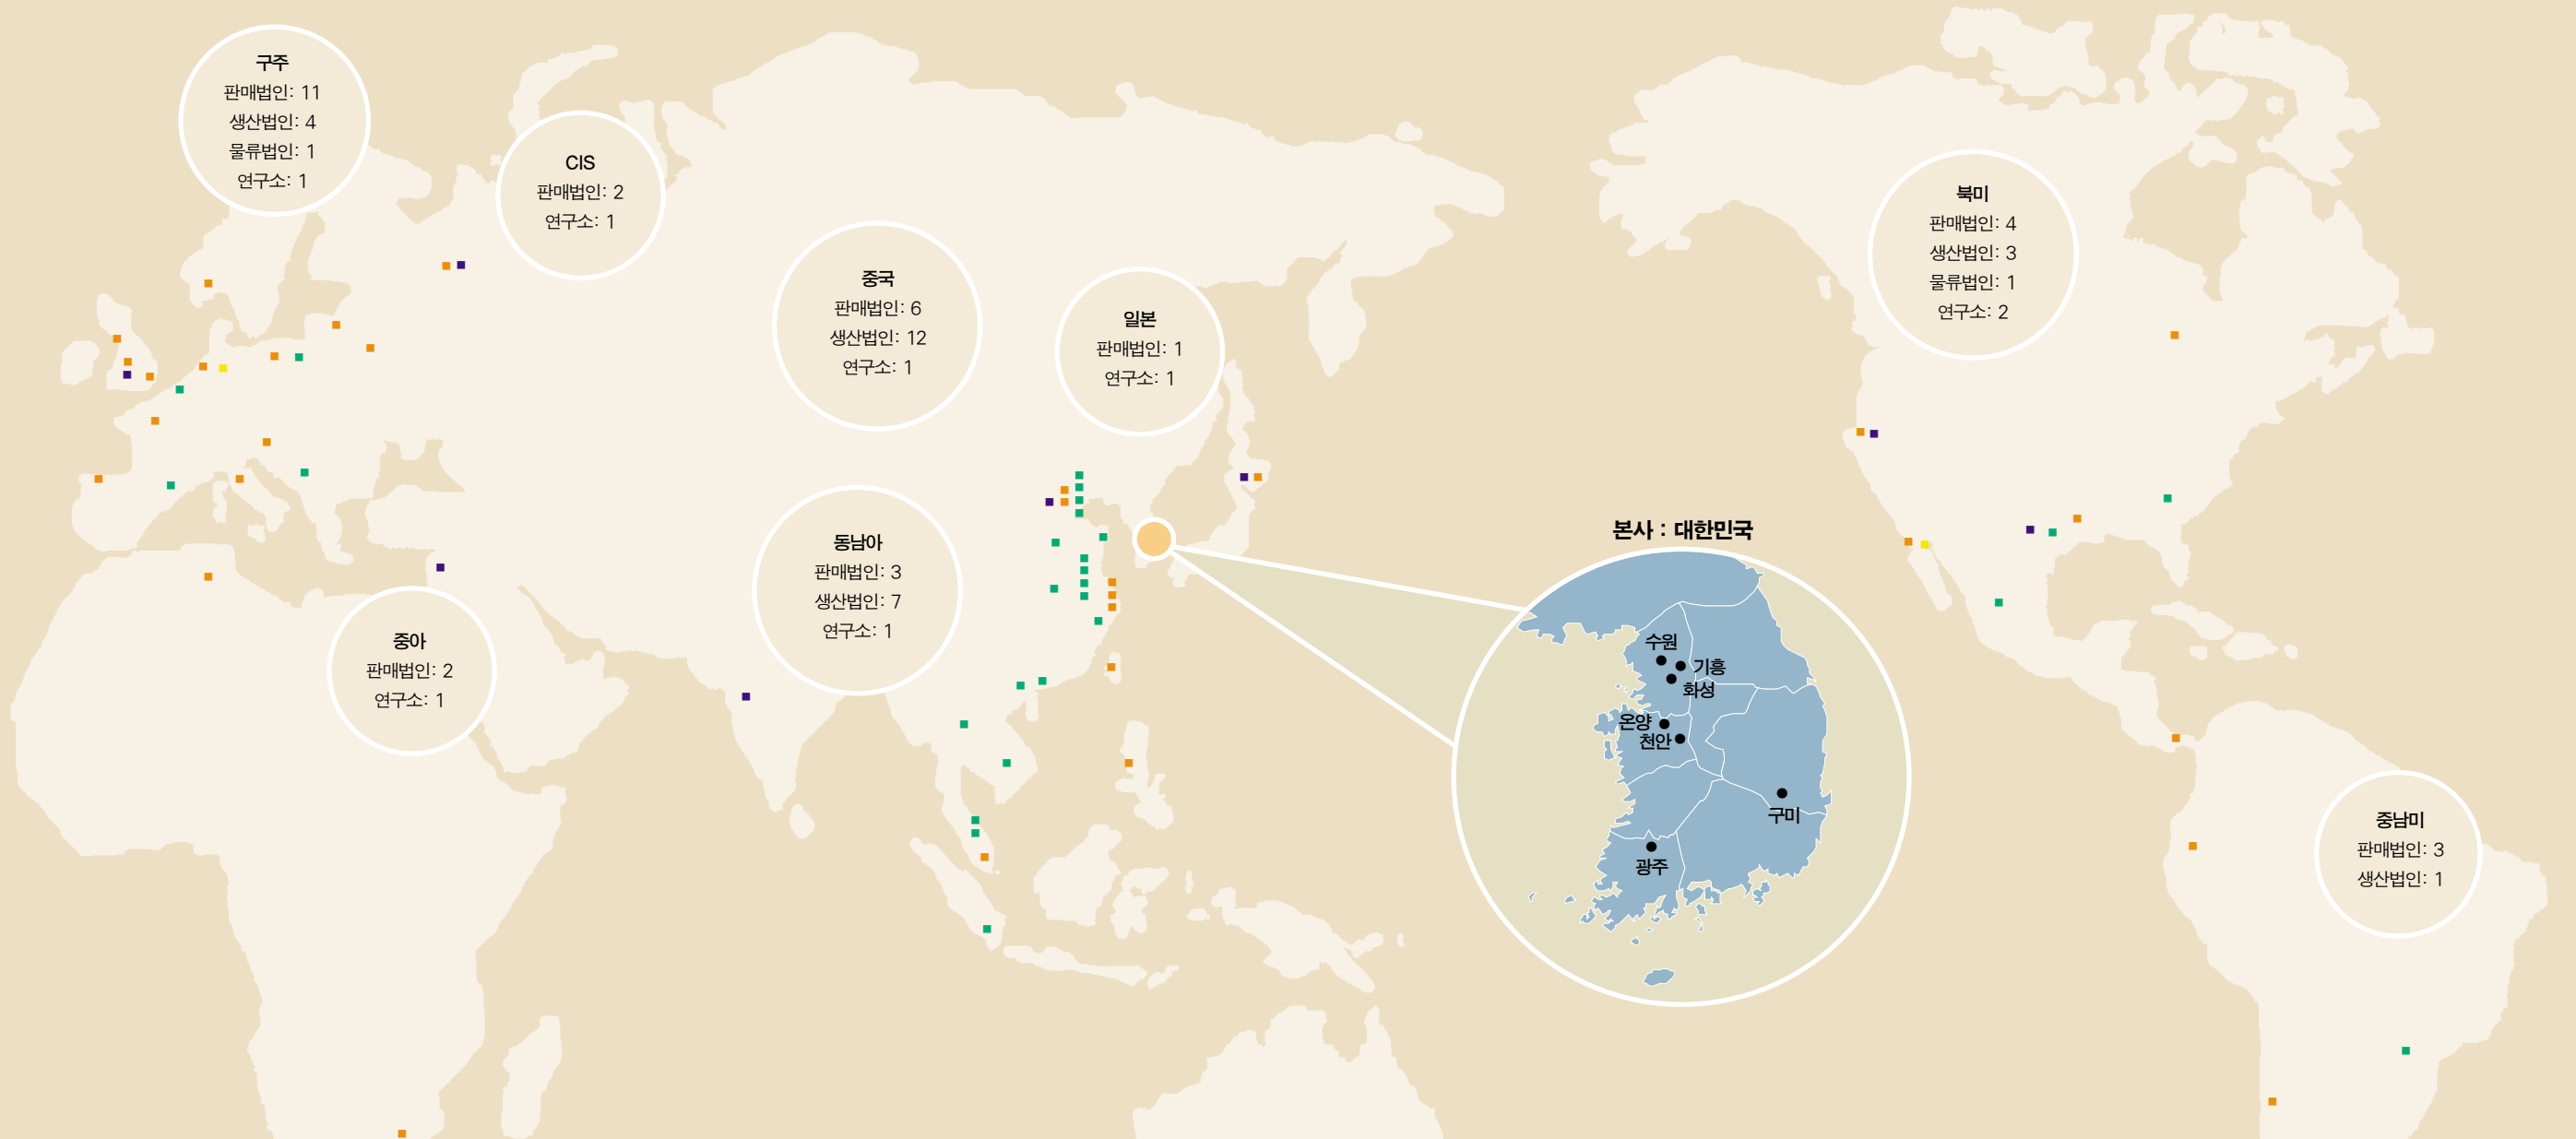 구주
판매법인: 11
생산법인: 4
물류법인: 1
연구소: 1
CIS
판매법인: 2
연구소: 1
중국
판매법인: 6
생산법인: 12
연구소: 1
일본
판매법인: 1
연구소: 1
북미
판매법인: 4
생산법인: 3
물류법인: 1
연구소: 2
동남아
판매법인: 3
생산법인: 7
연구소: 1
중아
판매법인: 2
연구소: 1
본사 : 대한민국
수원
기흥
화성
온양
천안
구미
광주
중남미
판매법인: 3
생산법인: 1